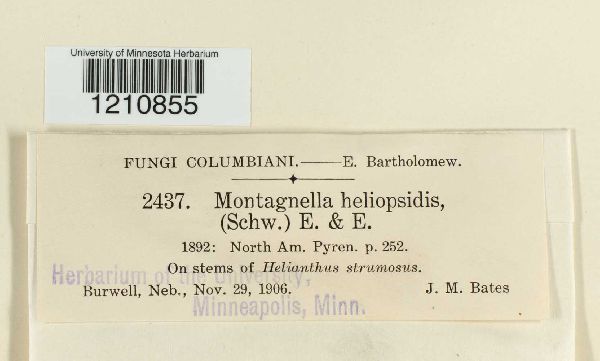 University of Minnesota Herbarium
1210855
FUNGI COLUMBIANI.——E. Bartholomew.
2437. Montagnella heliopsidis,
(Schw.) E. & E.
1892: North Am. Pyren. p. 252.
On stems of Helianthus strumosus.
Herbarium of the University,
Burwell, Neb., Nov. 29, 1906. J. M. Bates
Minneapolis, Minn.